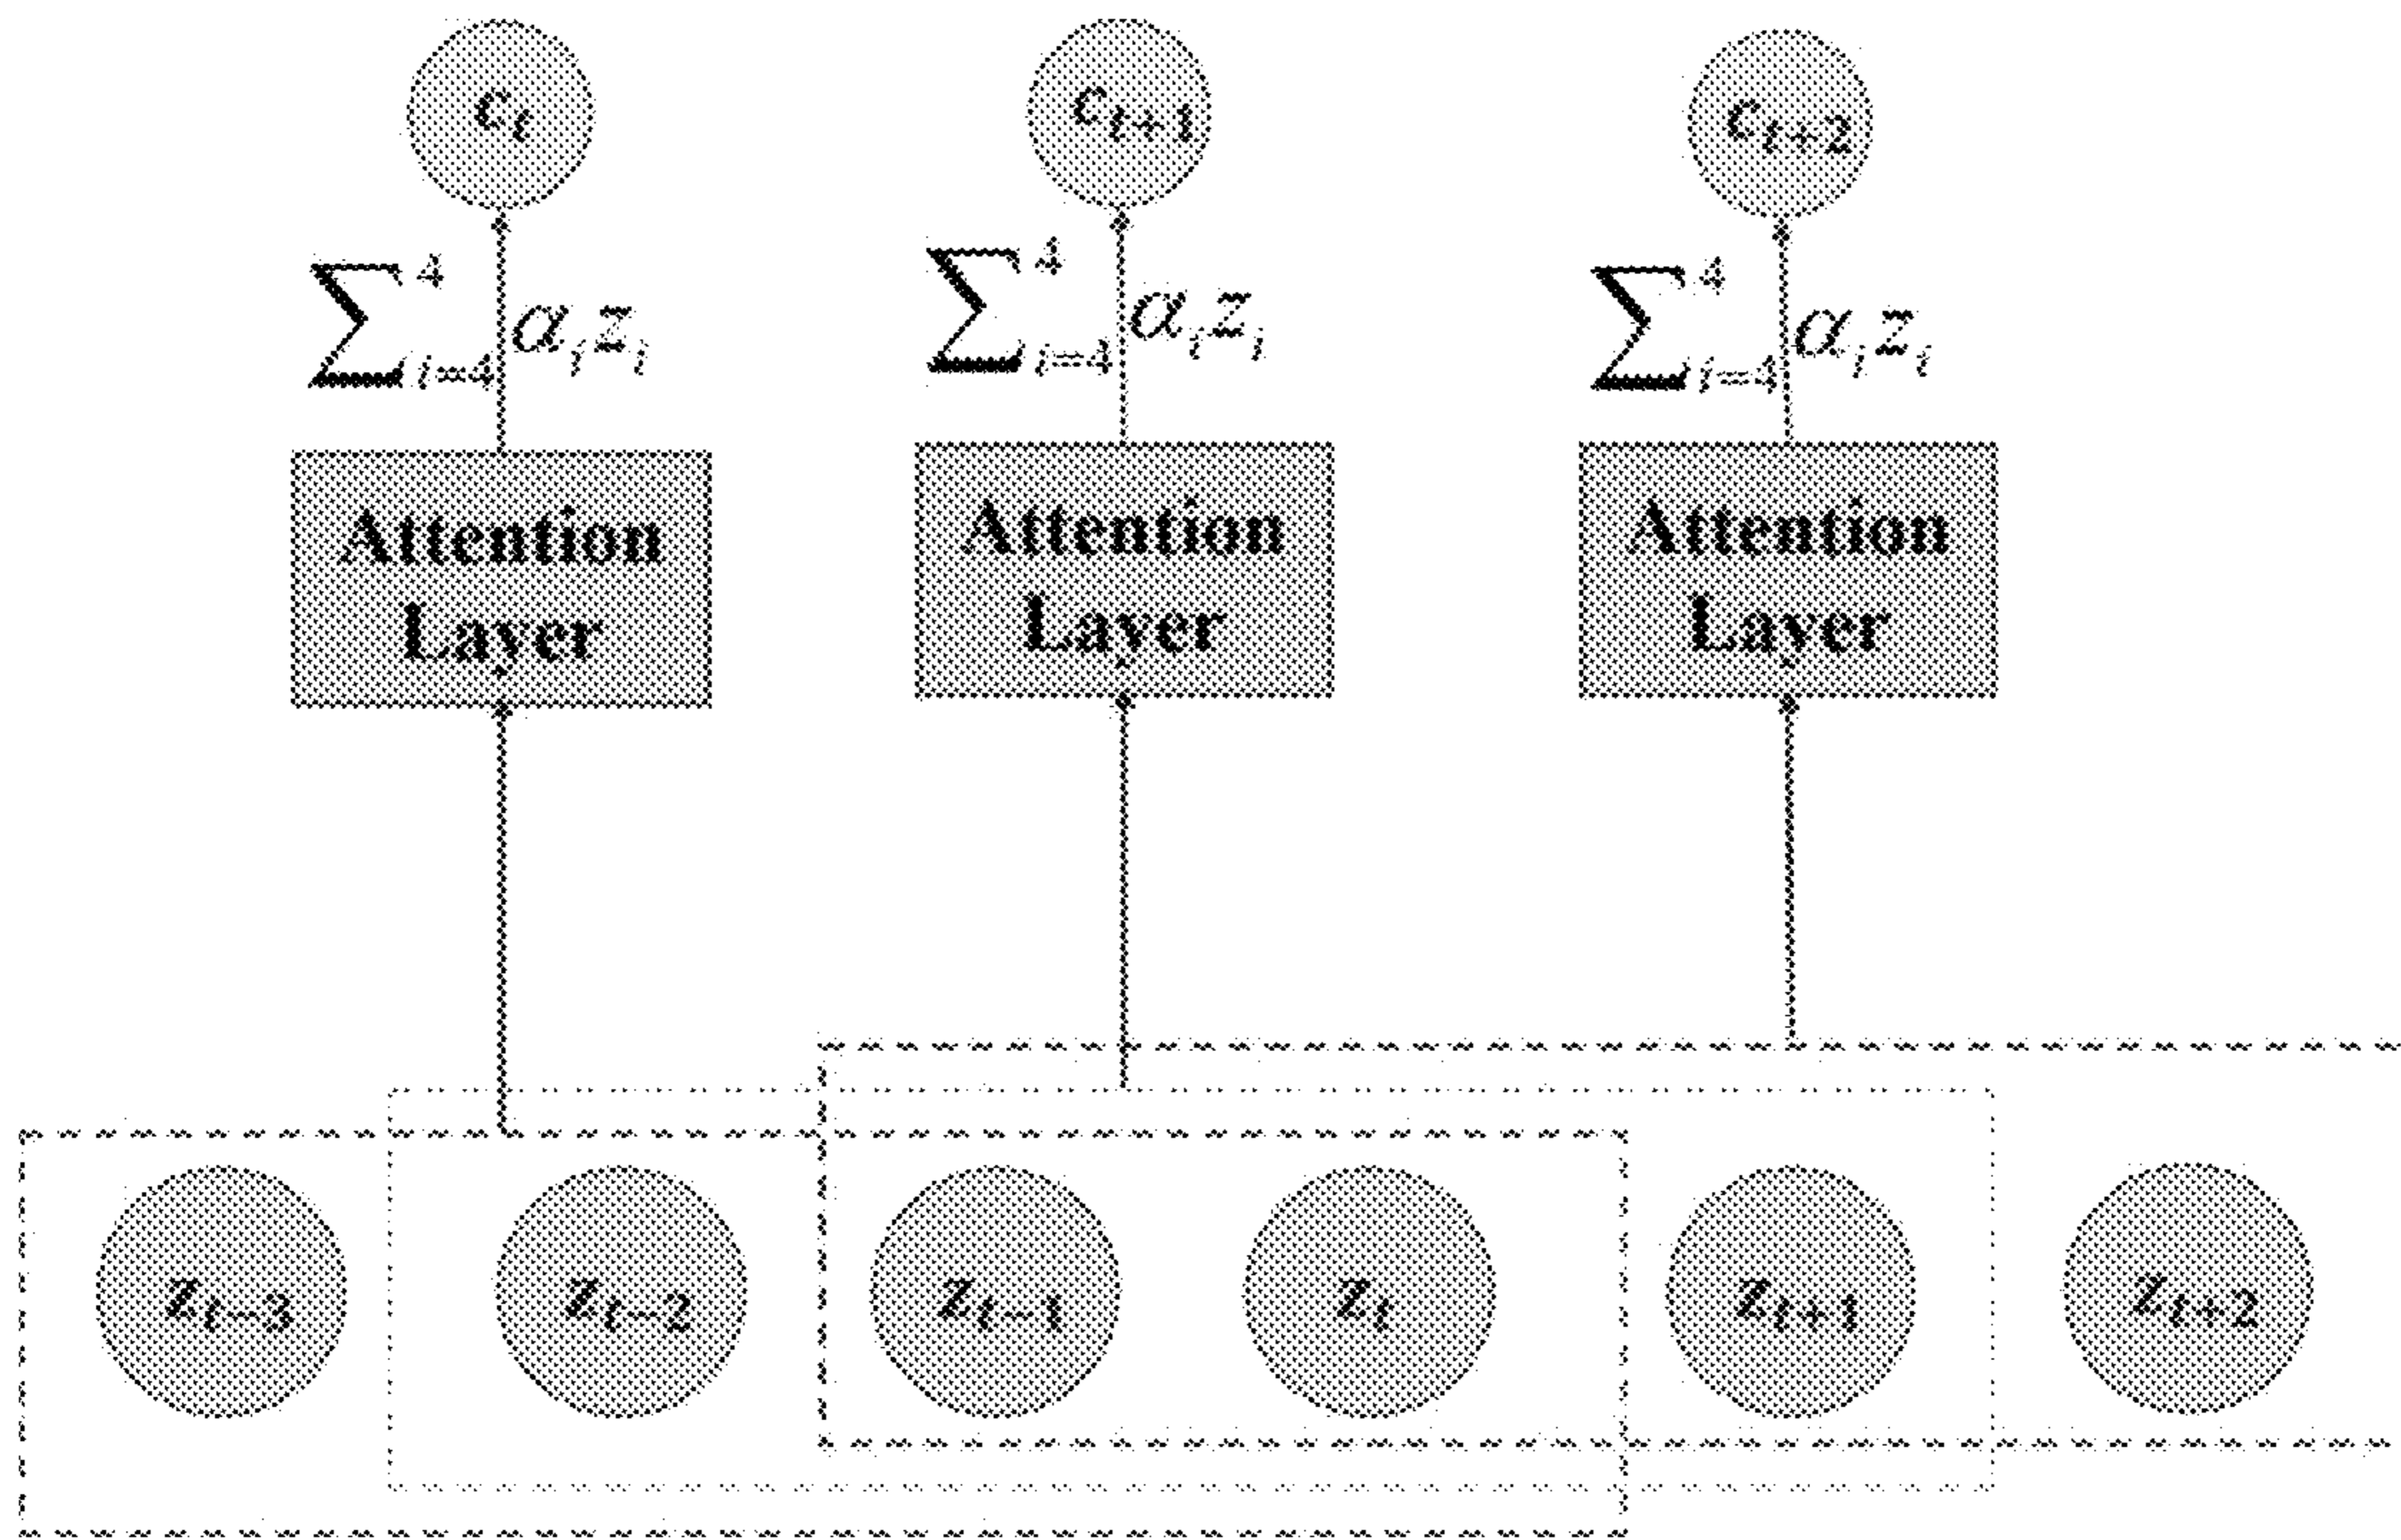 c_t c_{t+1} c_{t+2}
∑_{i=4}^{4} α_i z_i ∑_{i=4}^{4} α_i z_i ∑_{i=4}^{4} α_i z_i
Attention Attention Attention
Layer Layer Layer
z_{t−3} z_{t−2} z_{t−1} z_t z_{t+1} z_{t+2}